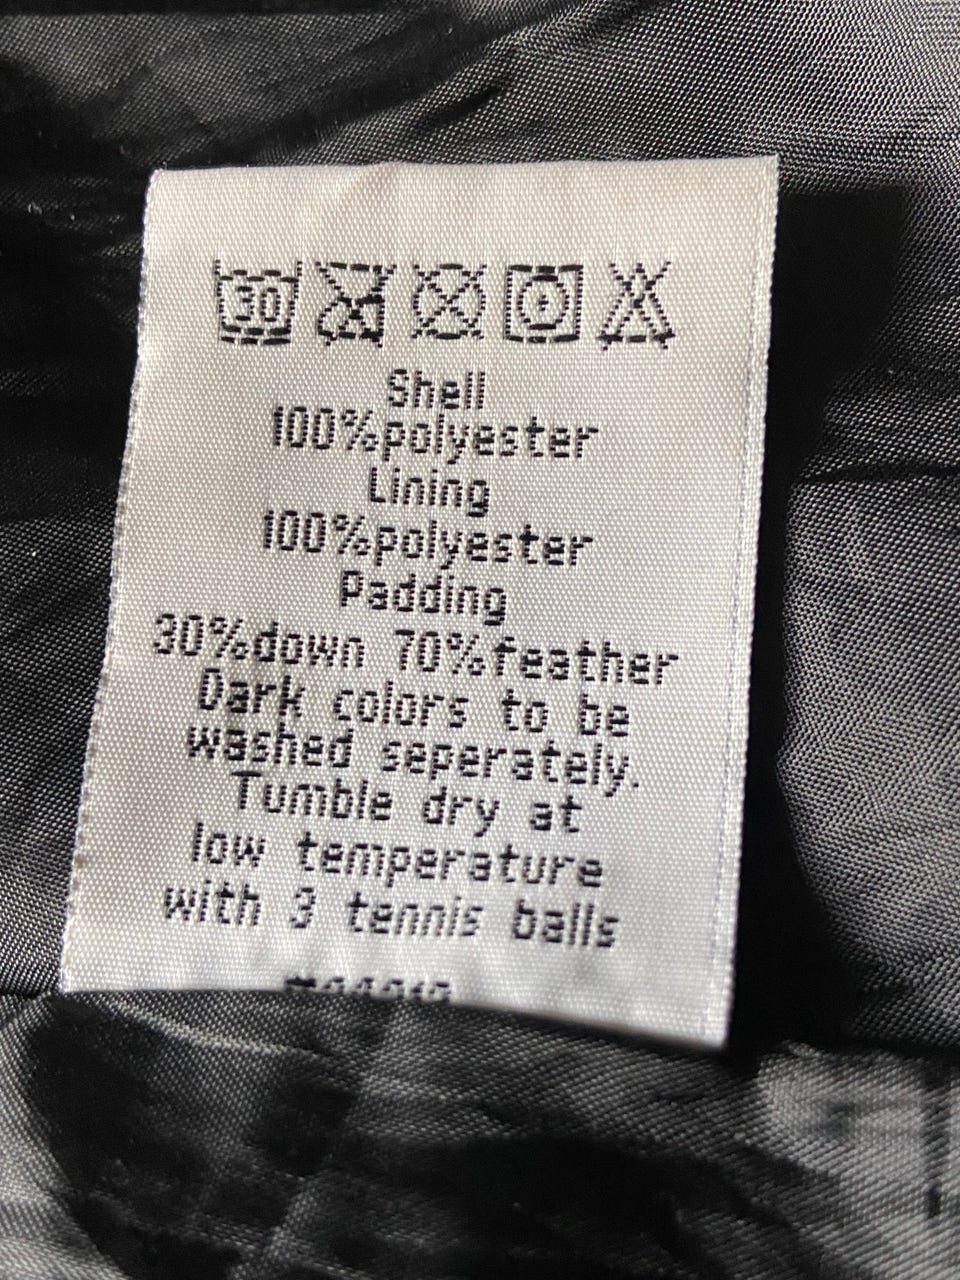 30
Shell
100%polyester
Lining
100%polyester
Padding
30%down 70%feather
Dark colors to be
washed seperately.
Tumble dry at
low temperature
with 3 tennis balls